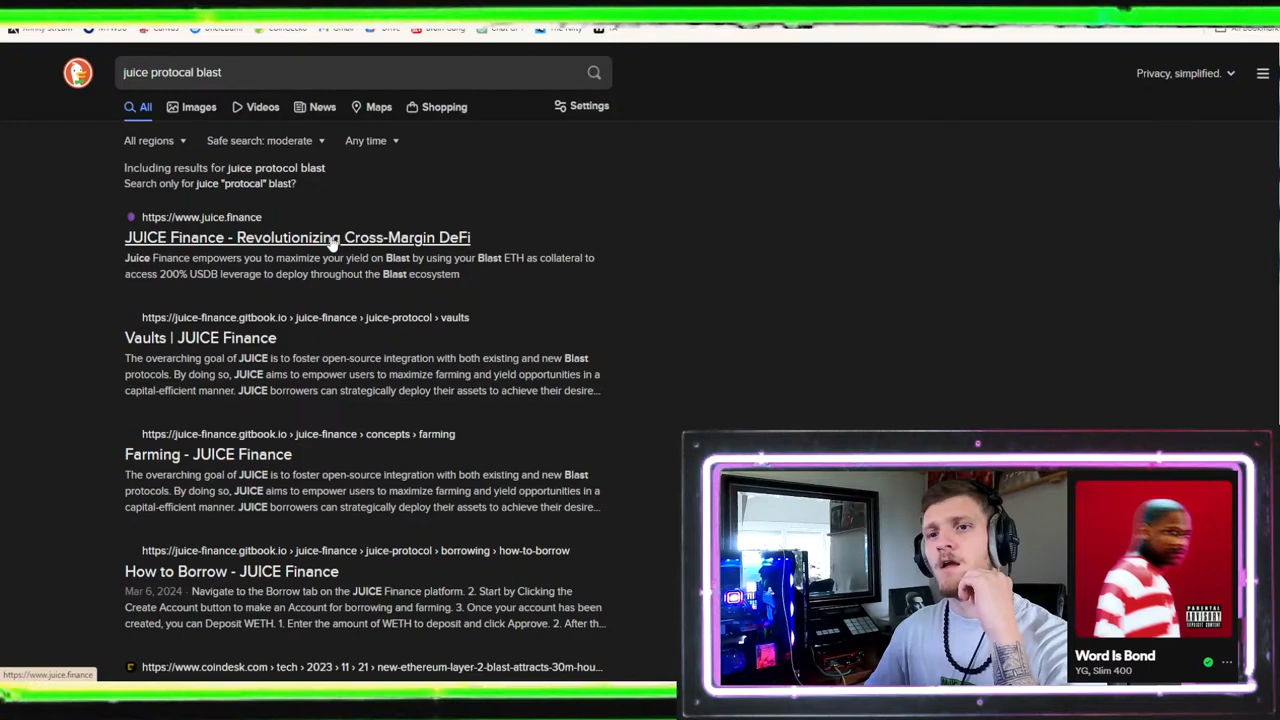 juice protocal blast
Privacy, simplified.
All
Images
Videos
News
Maps
Shopping
Settings
All regions
Safe search: moderate
Any time
Including results for juice protocol blast
Search only for juice "protocal" blast?
https://www.juice.finance
JUICE Finance - Revolutionizing Cross-Margin DeFi
Juice Finance empowers you to maximize your yield on Blast by using your Blast ETH as collateral to
access 200% USDB leverage to deploy throughout the Blast ecosystem
https://juice-finance.gitbook.io › juice-finance › juice-protocol › vaults
Vaults | JUICE Finance
The overarching goal of JUICE is to foster open-source integration with both existing and new Blast
protocols. By doing so, JUICE aims to empower users to maximize farming and yield opportunities in a
capital-efficient manner. JUICE borrowers can strategically deploy their assets to achieve their desire...
https://juice-finance.gitbook.io › juice-finance › concepts › farming
Farming - JUICE Finance
The overarching goal of JUICE is to foster open-source integration with both existing and new Blast
protocols. By doing so, JUICE aims to empower users to maximize farming and yield opportunities in a
capital-efficient manner. JUICE borrowers can strategically deploy their assets to achieve their desire...
https://juice-finance.gitbook.io › juice-finance › juice-protocol › borrowing › how-to-borrow
How to Borrow - JUICE Finance
Mar 6, 2024 · Navigate to the Borrow tab on the JUICE Finance platform. 2. Start by Clicking the
Create Account button to make an Account for borrowing and farming. 3. Once your account has been
created, you can Deposit WETH. 1. Enter the amount of WETH to deposit and click Approve. 2. After th...
https://www.coindesk.com › tech › 2023 › 11 › 21 › new-ethereum-layer-2-blast-attracts-30m-hou...
https://www.juice.finance
PARENTAL
ADVISORY
EXPLICIT CONTENT
Word Is Bond
YG, Slim 400